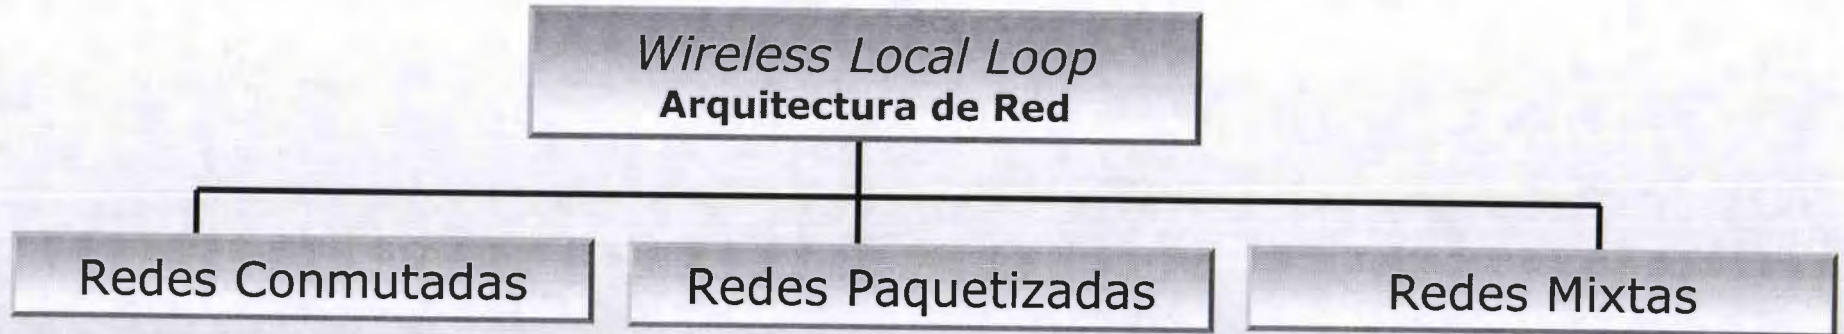 Wireless Local Loop
Arquitectura de Red
Redes Conmutadas
Redes Paquetizadas
Redes Mixtas